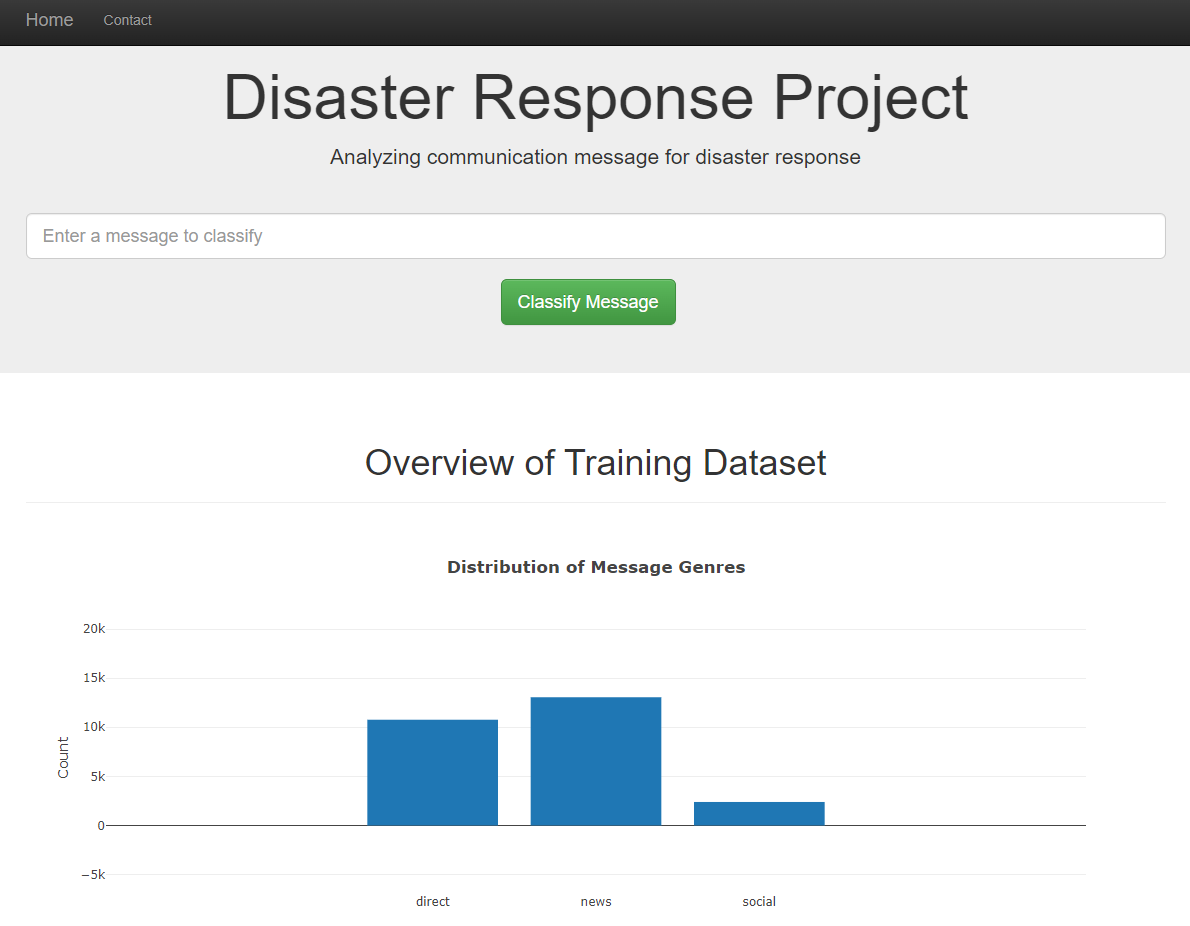 Home Contact
Disaster Response Project
Analyzing communication message for disaster response
Enter a message to classify
Classify Message
Overview of Training Dataset
Distribution of Message Genres
20k
15k
10k
Count
5k
0
−5k
direct news social